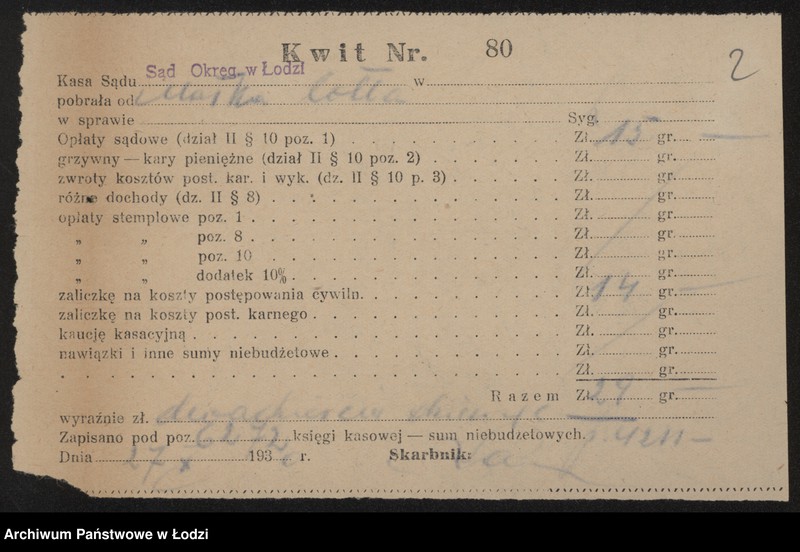 Kwit Nr. 80
2
Kasa Sądu Sąd Okręg. w Łodzi w
pobrała od
w sprawie Syg.
Opłaty sądowe (dział II § 10 poz. 1) Zł. 15 gr. —
grzywny — kary pieniężne (dział II § 10 poz. 2) Zł. gr.
zwroty kosztów post. kar. i wyk. (dz. II § 10 p. 3) Zł. gr.
różne dochody (dz. II § 8) Zł. gr.
opłaty stemplowe poz. 1 Zł. gr.
„ „ poz. 8 Zł. gr.
„ „ poz. 10 Zł. gr.
„ „ dodatek 10% Zł. gr.
zaliczkę na koszty postępowania cywiln. Zł. 14 gr. —
zaliczkę na koszty post. karnego Zł. gr.
kaucję kasacyjną Zł. gr.
nawiązki i inne sumy niebudżetowe Zł. gr.
Zł. gr.
Razem Zł. 29 gr. —
wyraźnie zł.
Zapisano pod poz. księgi kasowej — sum niebudżetowych.
Dnia 27 X 193 r. Skarbnik:
Archiwum Państwowe w Łodzi